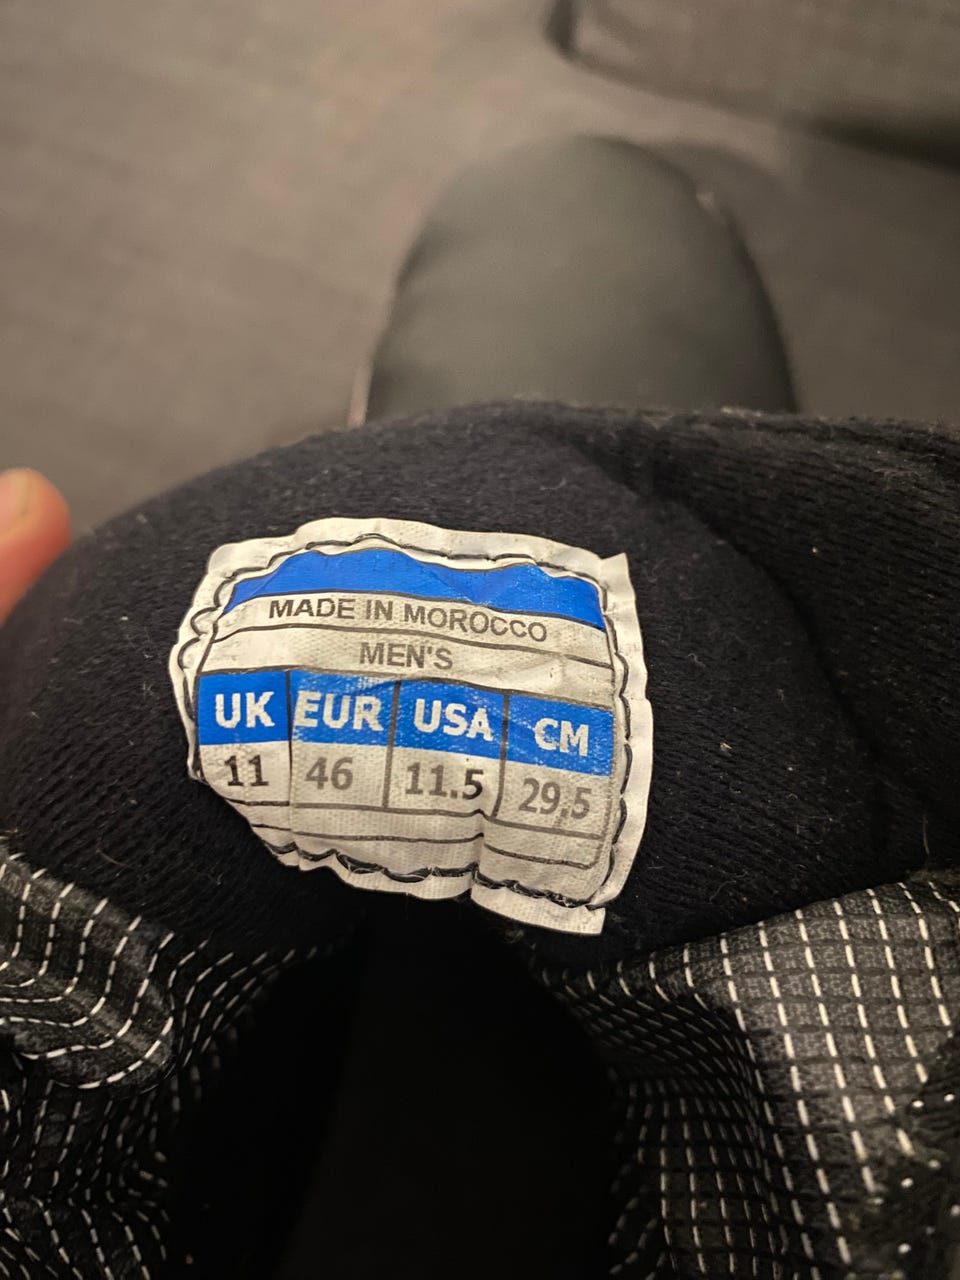 MADE IN MOROCCO
MEN'S
UK EUR USA CM
11 46 11.5 29,5